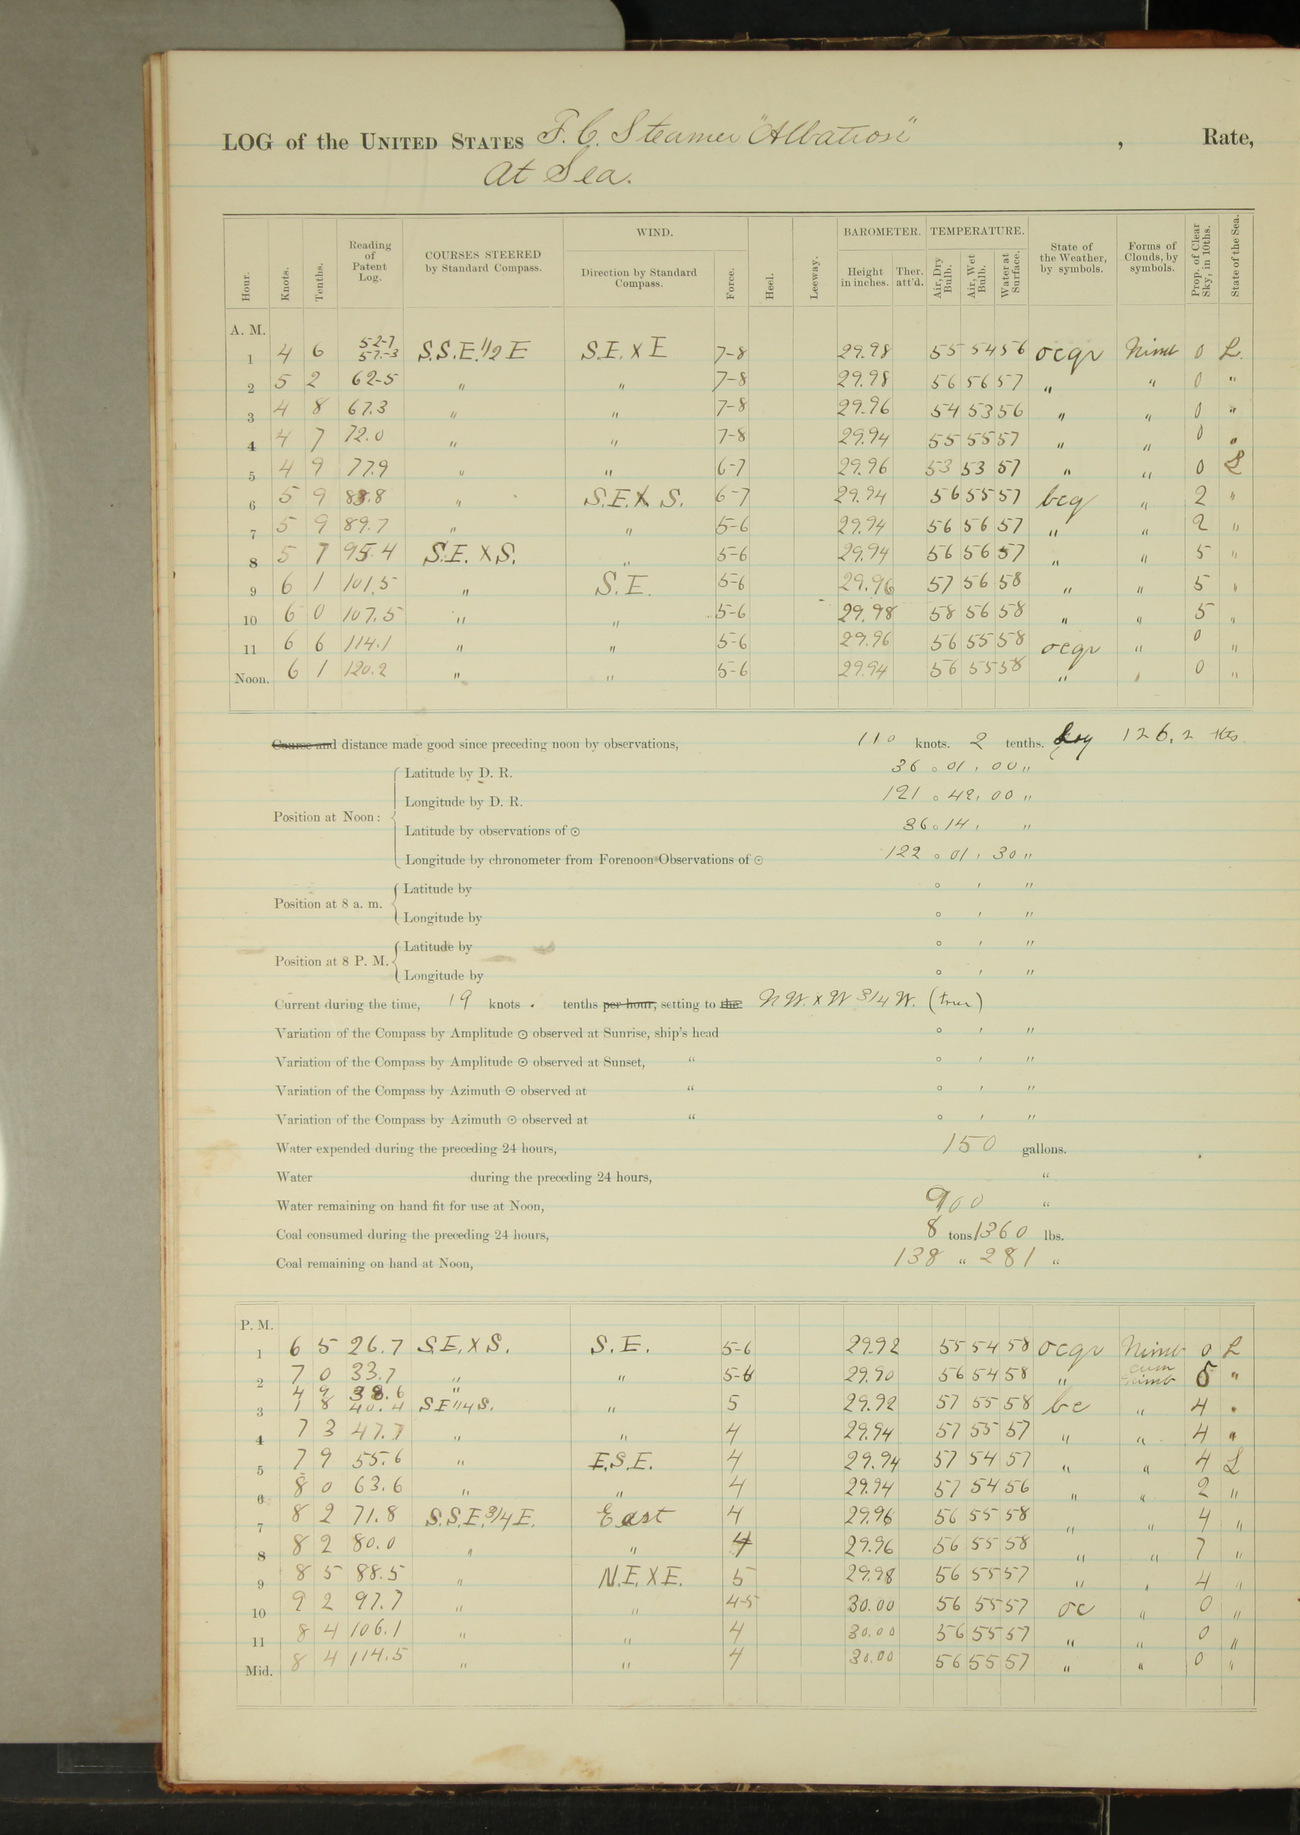 LOG of the UNITED STATES F. C. Steamer "Albatross" , Rate,
At Sea.
Hour. Knots. Tenths. Reading of Patent Log. COURSES STEERED by Standard Compass. WIND. Direction by Standard Compass. Force. Heel. Leeway. BAROMETER. Height in inches. Ther. att'd. TEMPERATURE. Air, Dry Bulb. Air, Wet Bulb. Water at Surface. State of the Weather, by symbols. Forms of Clouds, by symbols. Prop. of Clear Sky, in 10ths. State of the Sea.
A. M.
52-7
1 4 6 57.-3 S.S.E. 1/2 E S.E. X E 7-8 29.98 55 54 56 ocqr Nimb 0 L.
2 5 2 62-5 " " 7-8 29.98 56 56 57 " " 0 "
3 4 8 67.3 " " 7-8 29.96 54 53 56 " " 0 "
4 4 7 72.0 " " 7-8 29.94 55 55 57 " " 0 "
5 4 9 77.9 " " 6-7 29.96 53 53 57 " " 0 L
6 5 9 83.8 " S.E. X S. 6-7 29.94 56 55 57 bcq " 2 "
7 5 9 89.7 " " 5-6 29.94 56 56 57 " " 2 "
8 5 7 95.4 S.E. X S. " 5-6 29.94 56 56 57 " " 5 "
9 6 1 101.5 " S.E. 5-6 29.96 57 56 58 " " 5 "
10 6 0 107.5 " " 5-6 29.98 58 56 58 " " 5 "
11 6 6 114.1 " " 5-6 29.96 56 55 58 ocqr " 0 "
Noon. 6 1 120.2 " " 5-6 29.94 56 55 58 " " 0 "
Course and distance made good since preceding noon by observations, 110 knots. 2 tenths. Log 126.2 kts
Position at Noon:
Latitude by D. R. 36 ° 01 ' 00 "
Longitude by D. R. 121 ° 42 ' 00 "
Latitude by observations of ☉ 36 ° 14 ' "
Longitude by chronometer from Forenoon Observations of ☉ 122 ° 01 ' 30 "
Position at 8 a. m.
Latitude by ° ' "
Longitude by ° ' "
Position at 8 P. M.
Latitude by ° ' "
Longitude by ° ' "
Current during the time, 19 knots . tenths per hour, setting to the N W. X W 3/4 W. (true)
Variation of the Compass by Amplitude ☉ observed at Sunrise, ship's head ° ' "
Variation of the Compass by Amplitude ☉ observed at Sunset, " ° ' "
Variation of the Compass by Azimuth ☉ observed at " ° ' "
Variation of the Compass by Azimuth ☉ observed at " ° ' "
Water expended during the preceding 24 hours, 150 gallons.
Water during the preceding 24 hours, "
Water remaining on hand fit for use at Noon, 900 "
Coal consumed during the preceding 24 hours, 8 tons 1360 lbs.
Coal remaining on hand at Noon, 138 " 281 "
P. M.
1 6 5 26.7 S.E. X S. S.E. 5-6 29.92 55 54 58 ocqr Nimb 0 L
2 7 0 33.7 " " 5-6 29.90 56 54 58 " cum nimb 5 "
4 9 38.6 "
3 1 8 40.4 SE 1/4 S. " 5 29.92 57 55 58 bc " 4 "
4 7 3 47.7 " " 4 29.94 57 55 57 " " 4 "
5 7 9 55.6 " E.S.E. 4 29.94 57 54 57 " " 4 L
6 8 0 63.6 " " 4 29.94 57 54 56 " " 2 "
7 8 2 71.8 S.S.E. 3/4 E. East 4 29.96 56 55 58 " " 4 "
8 8 2 80.0 " " 4 29.96 56 55 58 " " 7 "
9 8 5 88.5 " N.E. X E. 5 29.98 56 55 57 " " 4 "
10 9 2 97.7 " " 4-5 30.00 56 55 57 oc " 0 "
11 8 4 106.1 " " 4 30.00 56 55 57 " " 0 "
Mid. 8 4 114.5 " " 4 30.00 56 55 57 " " 0 "